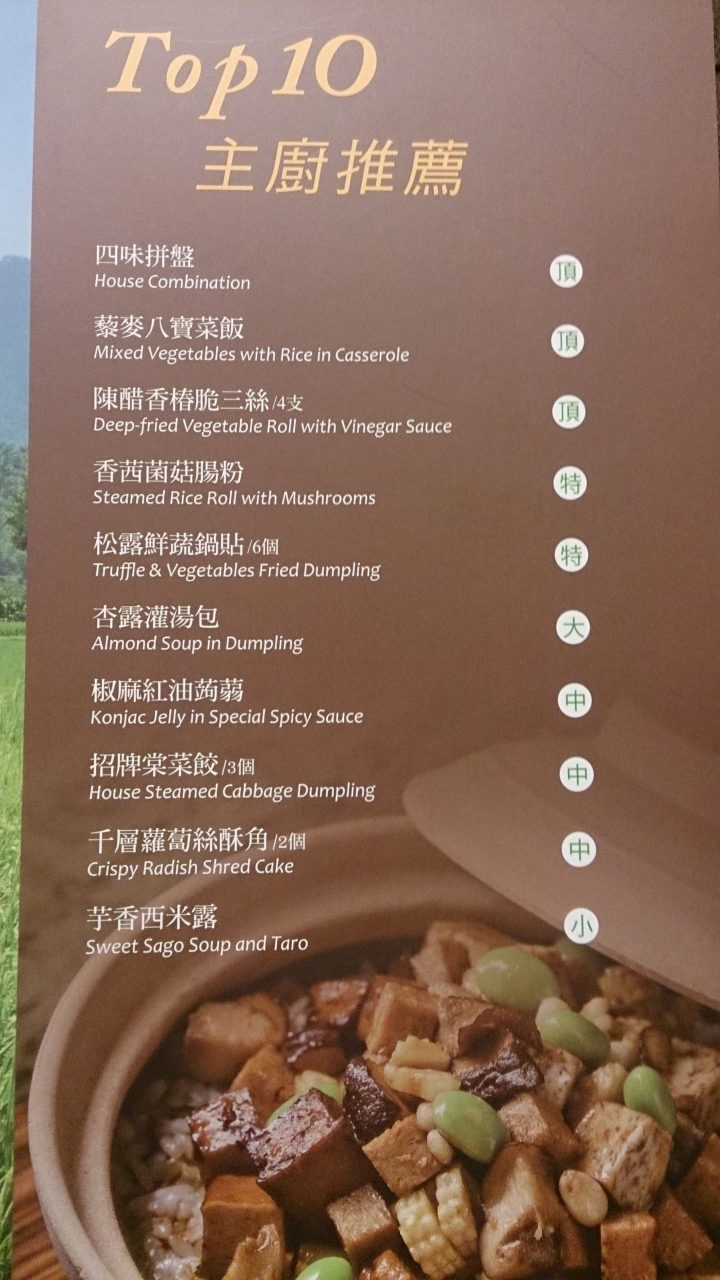 Top 10
主廚推薦
四味拼盤 頂
House Combination
藜麥八寶菜飯 頂
Mixed Vegetables with Rice in Casserole
陳醋香椿脆三絲/4支 頂
Deep-fried Vegetable Roll with Vinegar Sauce
香茜菌菇腸粉 特
Steamed Rice Roll with Mushrooms
松露鮮蔬鍋貼/6個 特
Truffle & Vegetables Fried Dumpling
杏露灌湯包 大
Almond Soup in Dumpling
椒麻紅油蒟蒻 中
Konjac Jelly in Special Spicy Sauce
招牌棠菜餃/3個 中
House Steamed Cabbage Dumpling
千層蘿蔔絲酥角/2個 中
Crispy Radish Shred Cake
芋香西米露 小
Sweet Sago Soup and Taro